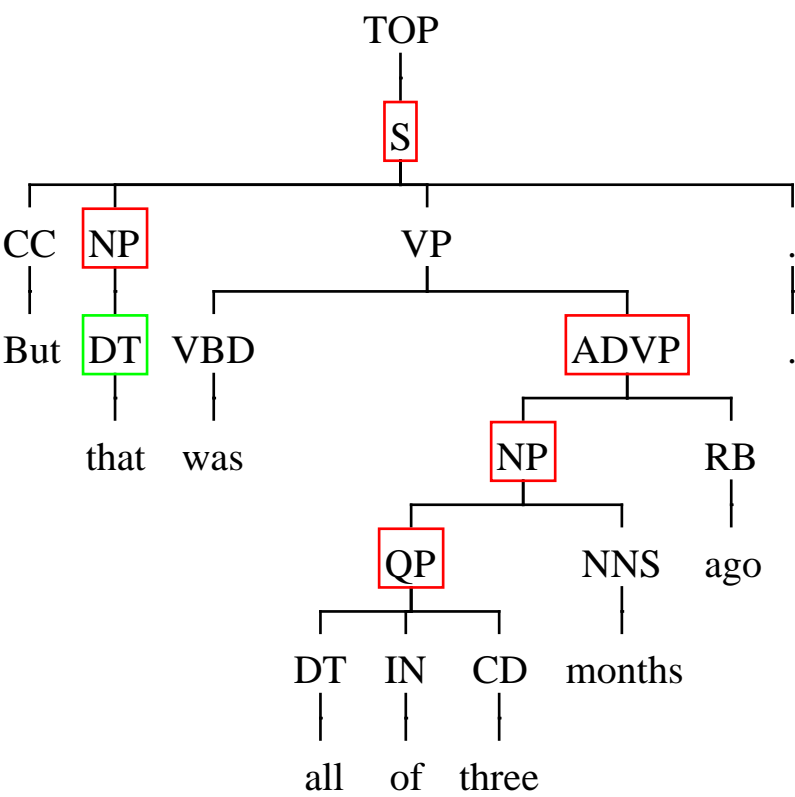 TOP
S
CC NP VP .
But DT VBD ADVP .
that was NP RB
QP NNS ago
DT IN CD months
all of three